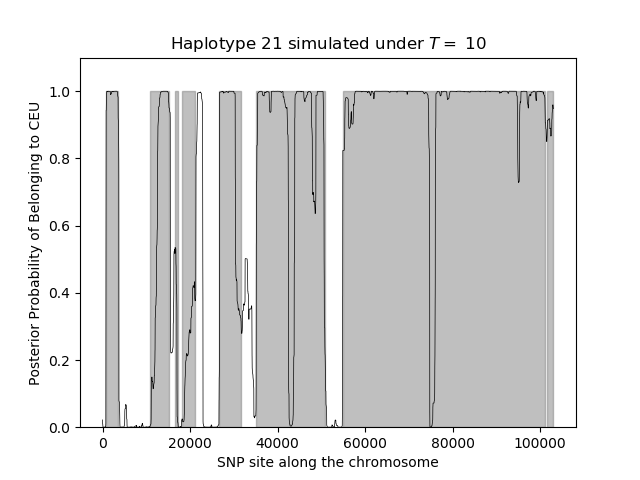 Haplotype 21 simulated under T = 10
Posterior Probability of Belonging to CEU
1.0
0.8
0.6
0.4
0.2
0.0
0 20000 40000 60000 80000 100000
SNP site along the chromosome